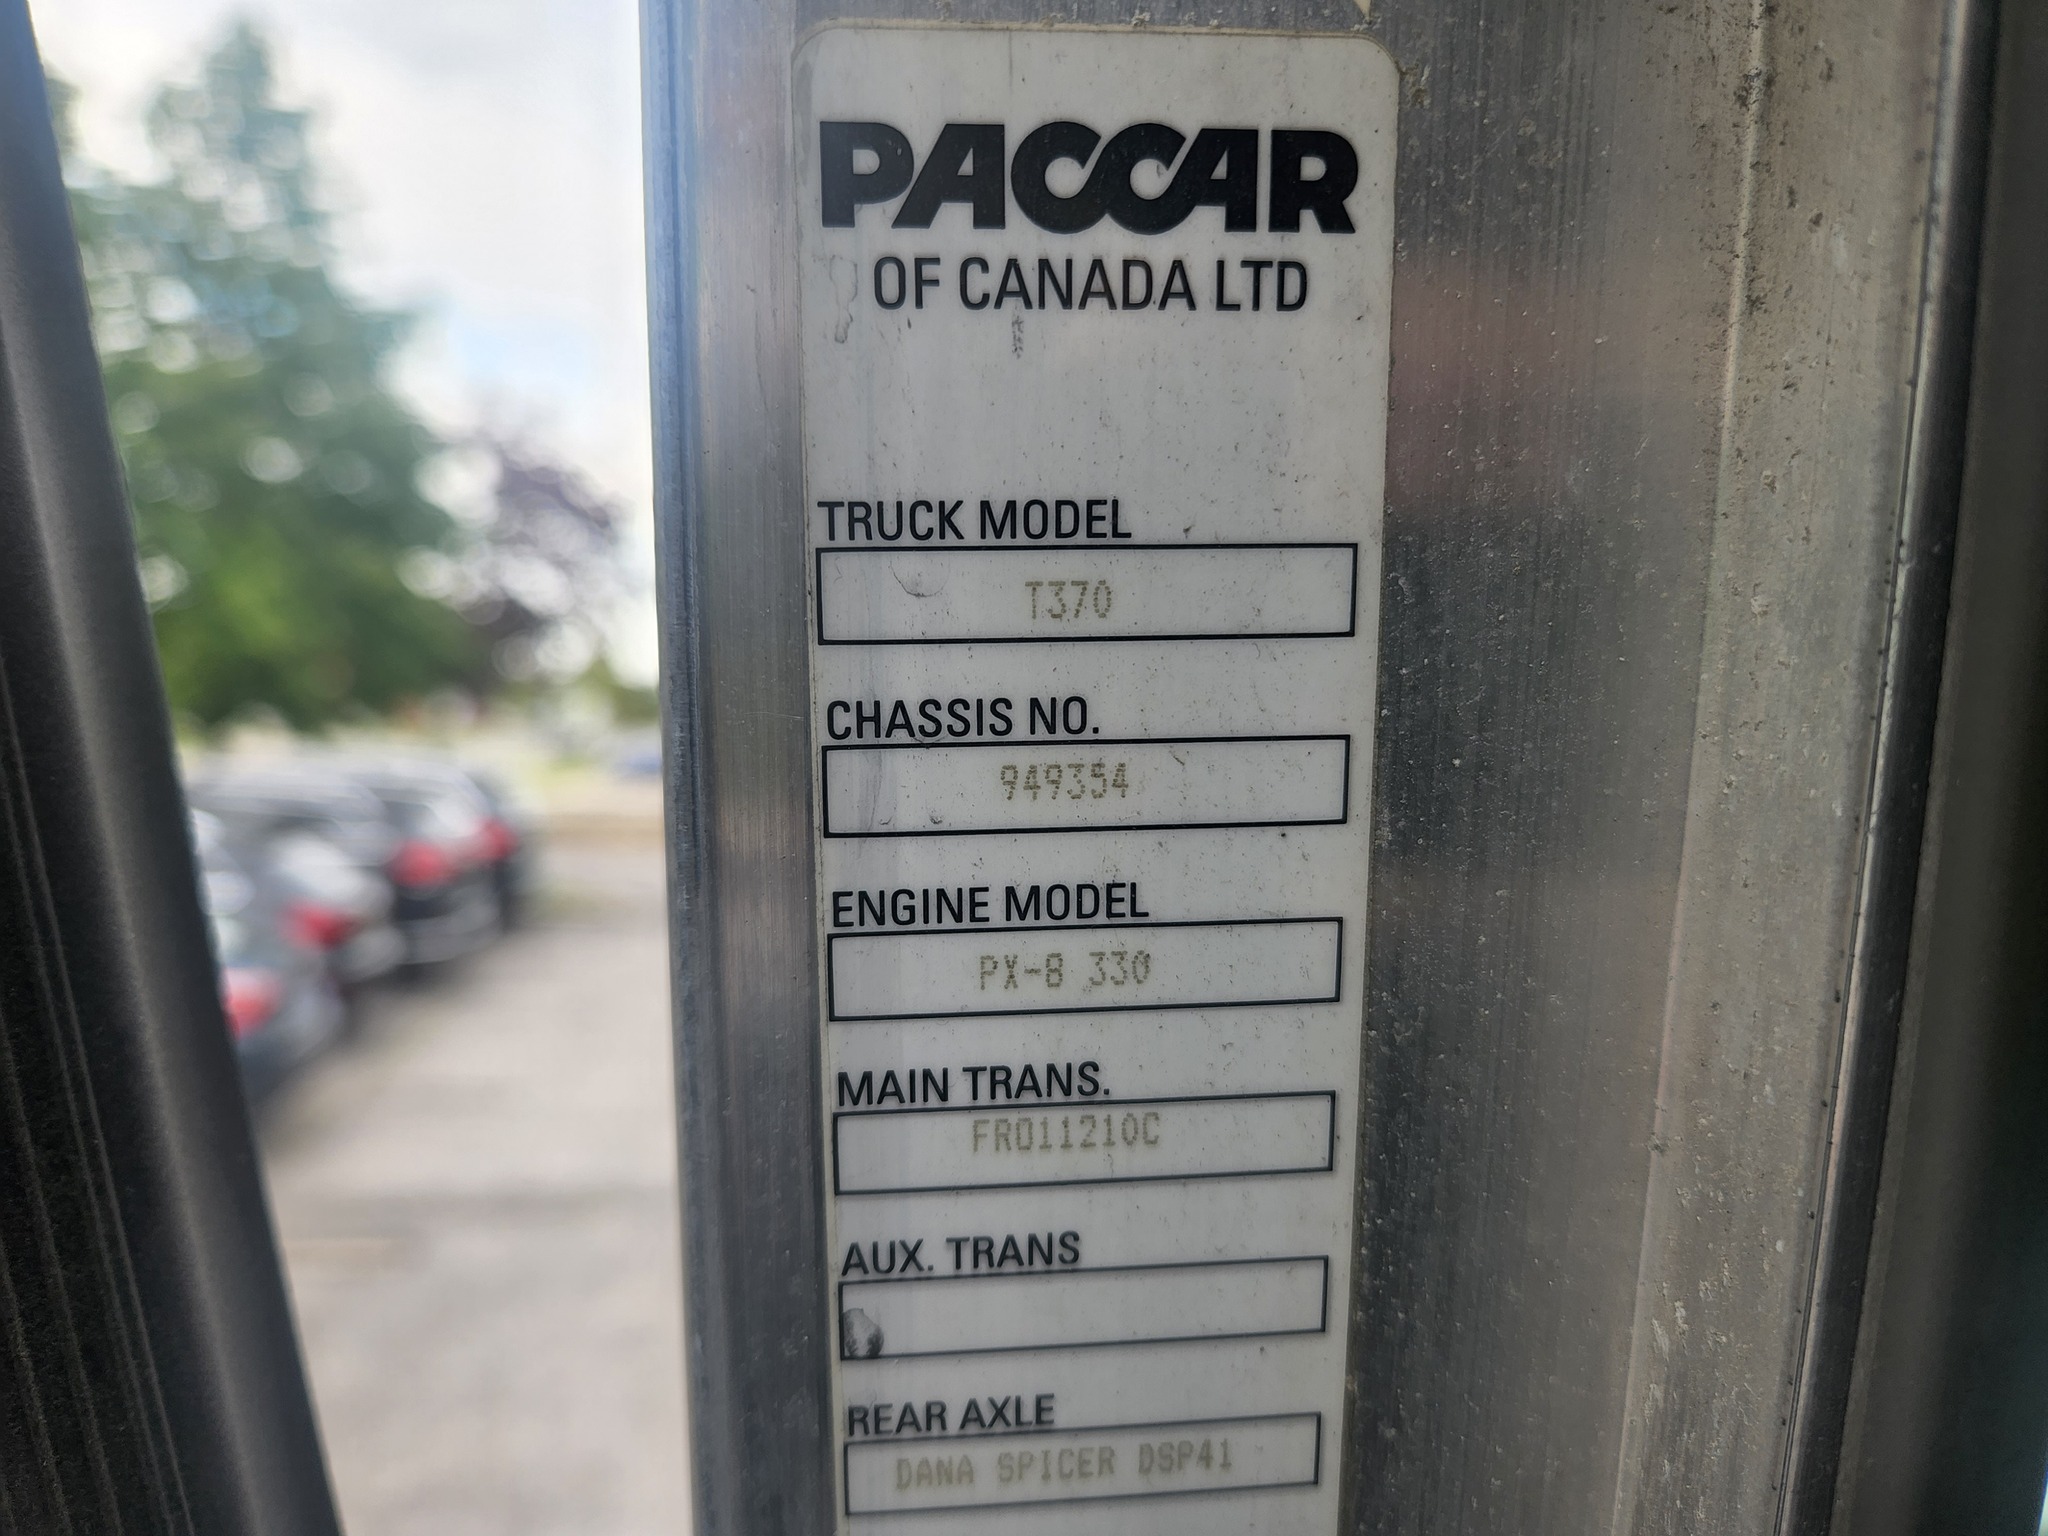 PACCAR
OF CANADA LTD
TRUCK MODEL
T370
CHASSIS NO.
949354
ENGINE MODEL
PX-8 330
MAIN TRANS.
FRO11210C
AUX. TRANS
REAR AXLE
DANA SPICER DSP41